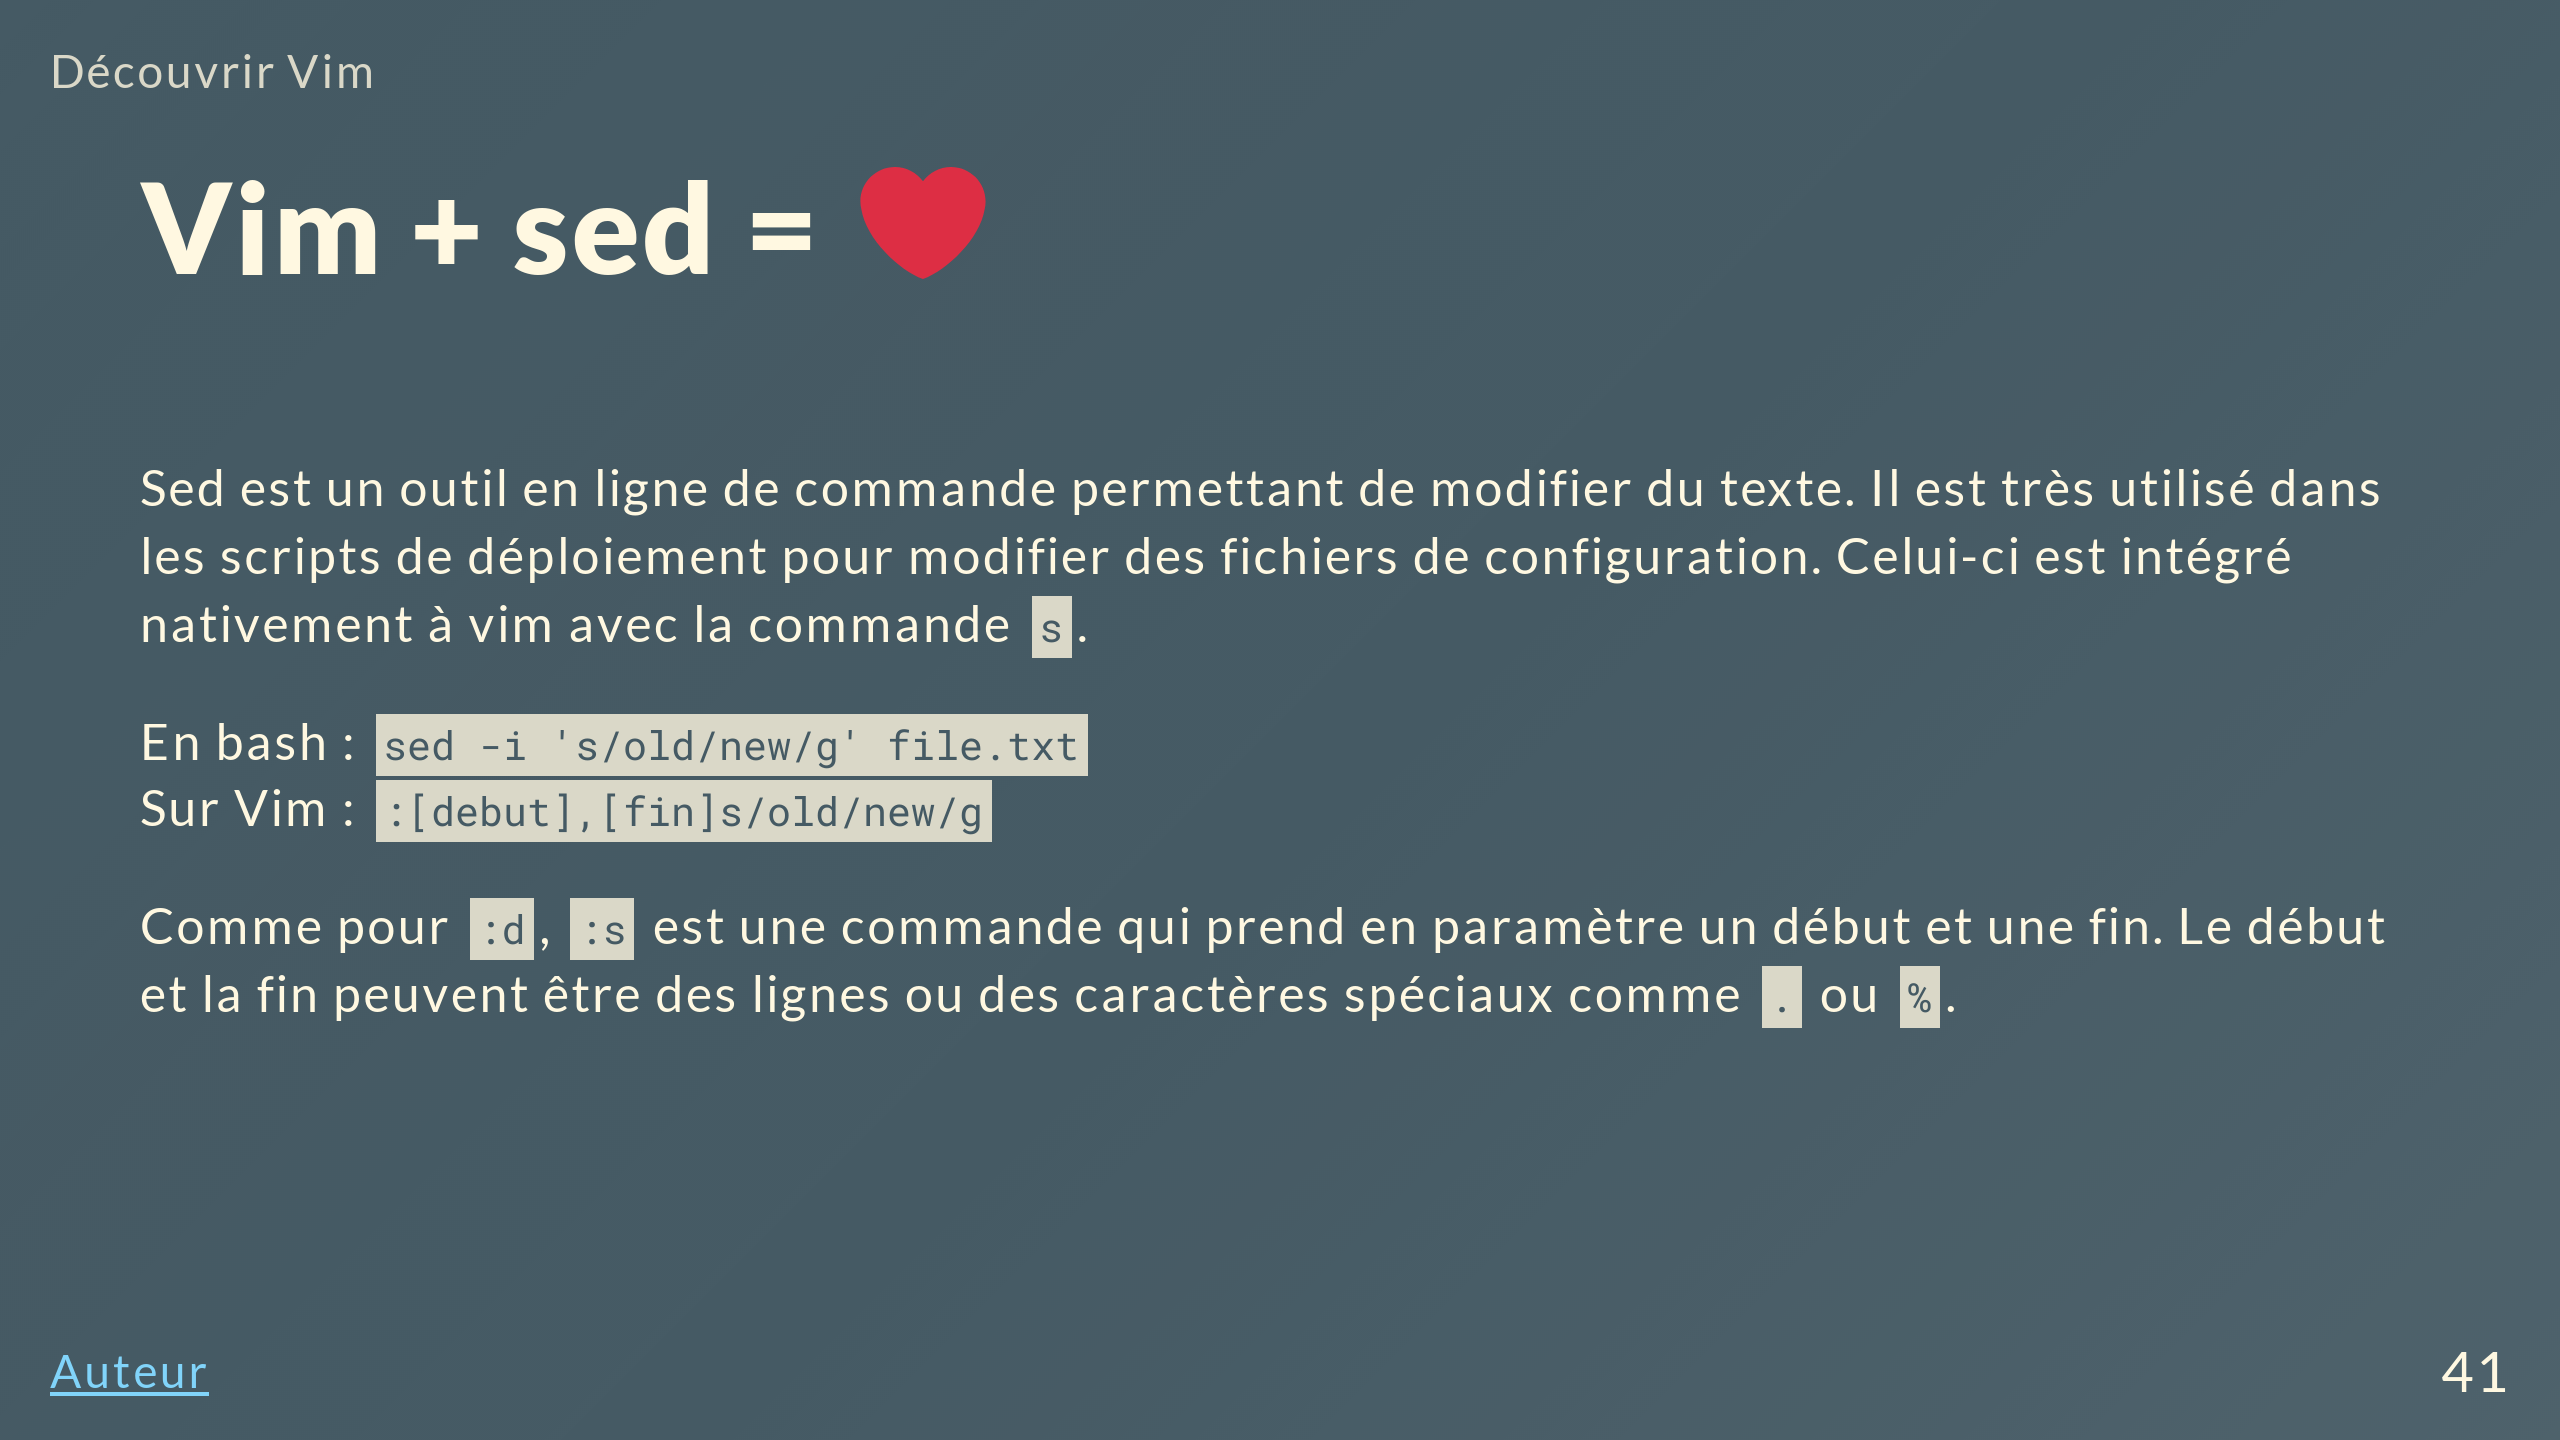 Découvrir Vim
Vim + sed = ❤
Sed est un outil en ligne de commande permettant de modifier du texte. Il est très utilisé dans
les scripts de déploiement pour modifier des fichiers de configuration. Celui-ci est intégré
nativement à vim avec la commande s.
En bash : sed -i 's/old/new/g' file.txt
Sur Vim : :[debut],[fin]s/old/new/g
Comme pour :d, :s est une commande qui prend en paramètre un début et une fin. Le début
et la fin peuvent être des lignes ou des caractères spéciaux comme . ou %.
Auteur
41